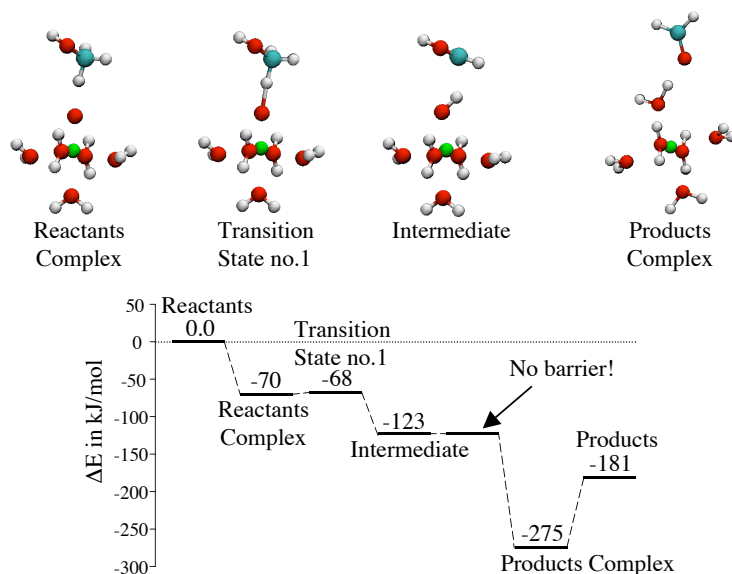 Reactants
Complex
Transition
State no.1
Intermediate
Products
Complex
50
0
-50
-100
-150
-200
-250
-300
ΔE in kJ/mol
Reactants
0.0
-70
Reactants
Complex
Transition
State no.1
-68
-123
Intermediate
No barrier!
-275
Products Complex
Products
-181